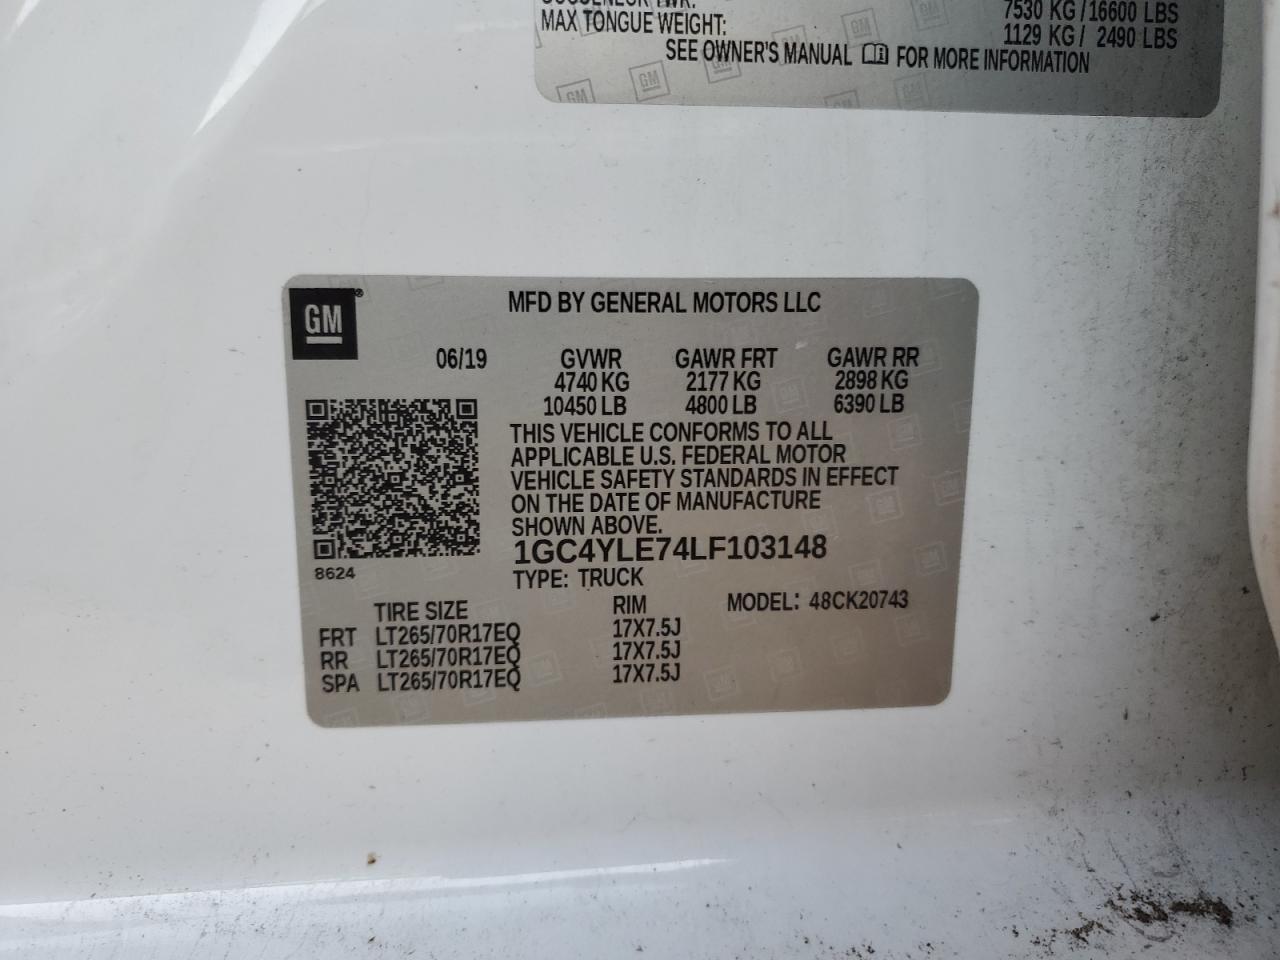 7530 KG / 16600 LBS
MAX TONGUE WEIGHT: 1129 KG / 2490 LBS
SEE OWNER'S MANUAL FOR MORE INFORMATION
GM
GM
GM®
MFD BY GENERAL MOTORS LLC
06/19 GVWR GAWR FRT GAWR RR
4740 KG 2177 KG 2898 KG
10450 LB 4800 LB 6390 LB
THIS VEHICLE CONFORMS TO ALL
APPLICABLE U.S. FEDERAL MOTOR
VEHICLE SAFETY STANDARDS IN EFFECT
ON THE DATE OF MANUFACTURE
SHOWN ABOVE.
1GC4YLE74LF103148
8624
TYPE: TRUCK
TIRE SIZE RIM MODEL: 48CK20743
FRT LT265/70R17EQ 17X7.5J
RR LT265/70R17EQ 17X7.5J
SPA LT265/70R17EQ 17X7.5J